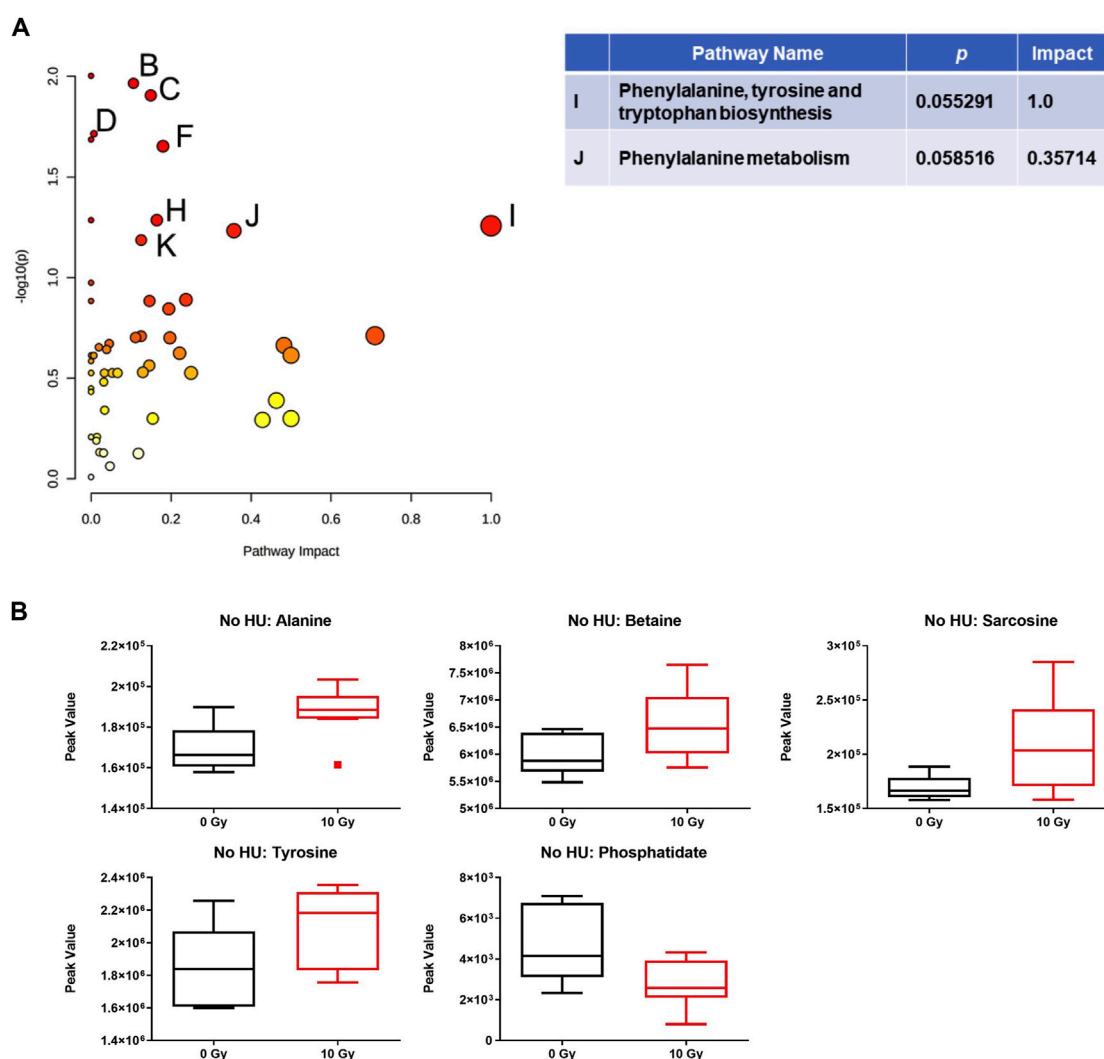 A
B
C
D
F
H
J
I
K
2.0
1.5
1.0
0.5
0.0
-log10(p)
0.0 0.2 0.4 0.6 0.8 1.0
Pathway Impact
Pathway Name p Impact
I Phenylalanine, tyrosine and tryptophan biosynthesis 0.055291 1.0
J Phenylalanine metabolism 0.058516 0.35714
B
No HU: Alanine
2.2×10⁵
2×10⁵
1.8×10⁵
1.6×10⁵
1.4×10⁵
Peak Value
0 Gy 10 Gy
No HU: Betaine
8×10⁶
7.5×10⁶
7×10⁶
6.5×10⁶
6×10⁶
5.5×10⁶
5×10⁶
Peak Value
0 Gy 10 Gy
No HU: Sarcosine
3×10⁵
2.5×10⁵
2×10⁵
1.5×10⁵
Peak Value
0 Gy 10 Gy
No HU: Tyrosine
2.4×10⁶
2.2×10⁶
2×10⁶
1.8×10⁶
1.6×10⁶
1.4×10⁶
Peak Value
0 Gy 10 Gy
No HU: Phosphatidate
8×10³
6×10³
4×10³
2×10³
0
Peak Value
0 Gy 10 Gy